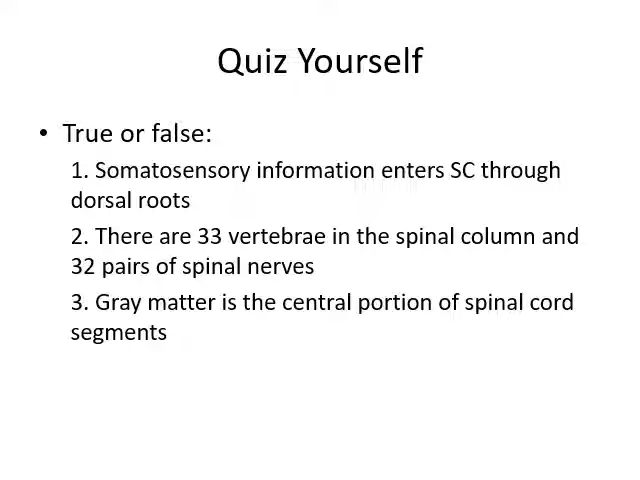 Quiz Yourself
• True or false:
1. Somatosensory information enters SC through
dorsal roots
2. There are 33 vertebrae in the spinal column and
32 pairs of spinal nerves
3. Gray matter is the central portion of spinal cord
segments